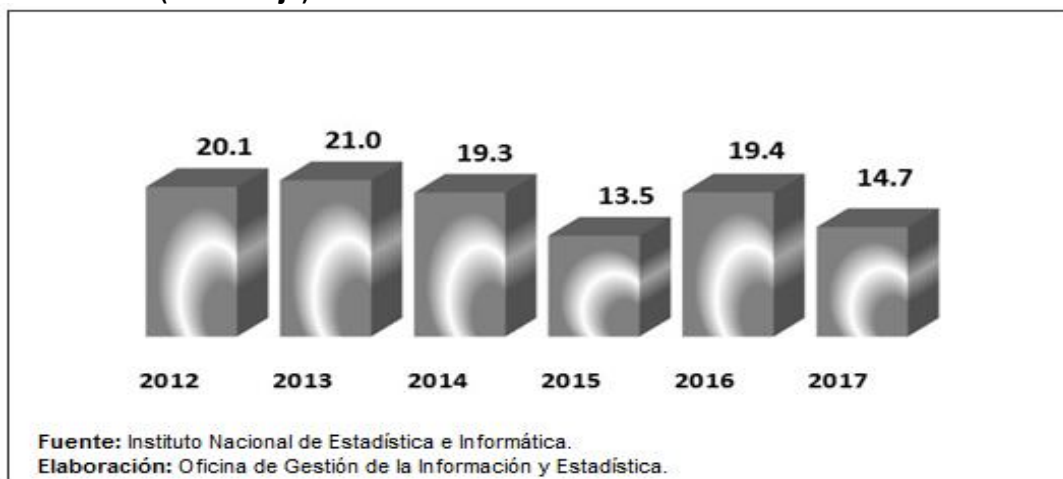 20.1 21.0 19.3 13.5 19.4 14.7
2012 2013 2014 2015 2016 2017
Fuente: Instituto Nacional de Estadística e Informática.
Elaboración: Oficina de Gestión de la Información y Estadística.